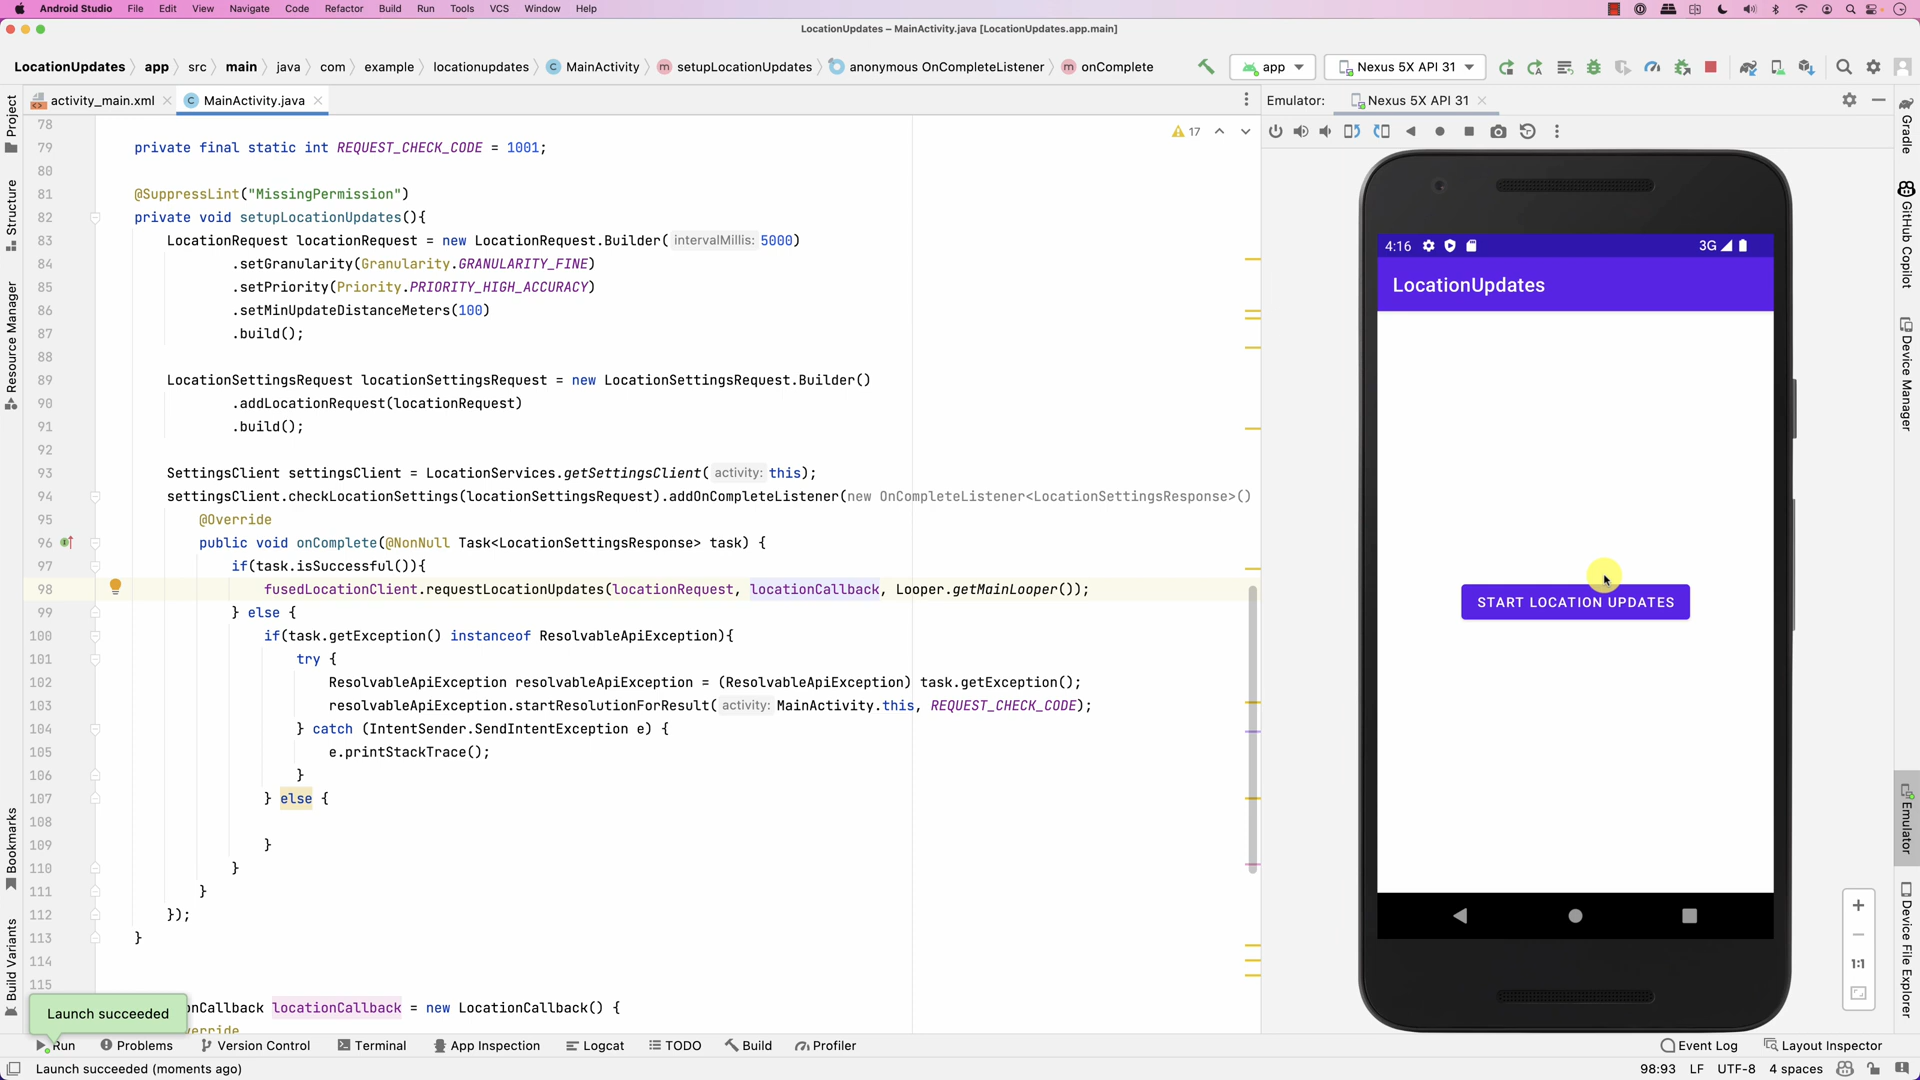 Android Studio File Edit View Navigate Code Refactor Build Run Tools VCS Window Help
LocationUpdates – MainActivity.java [LocationUpdates.app.main]
LocationUpdates app src main java com example locationupdates MainActivity setupLocationUpdates anonymous OnCompleteListener onComplete app Nexus 5X API 31
activity_main.xml MainActivity.java Emulator: Nexus 5X API 31
Project
Structure
Resource Manager
Bookmarks
Build Variants
17
78
79 private final static int REQUEST_CHECK_CODE = 1001;
80
81 @SuppressLint("MissingPermission")
82 private void setupLocationUpdates(){
83 LocationRequest locationRequest = new LocationRequest.Builder( intervalMillis: 5000)
84 .setGranularity(Granularity.GRANULARITY_FINE)
85 .setPriority(Priority.PRIORITY_HIGH_ACCURACY)
86 .setMinUpdateDistanceMeters(100)
87 .build();
88
89 LocationSettingsRequest locationSettingsRequest = new LocationSettingsRequest.Builder()
90 .addLocationRequest(locationRequest)
91 .build();
92
93 SettingsClient settingsClient = LocationServices.getSettingsClient( activity: this);
94 settingsClient.checkLocationSettings(locationSettingsRequest).addOnCompleteListener(new OnCompleteListener<LocationSettingsResponse>()
95 @Override
96 public void onComplete(@NonNull Task<LocationSettingsResponse> task) {
97 if(task.isSuccessful()){
98 fusedLocationClient.requestLocationUpdates(locationRequest, locationCallback, Looper.getMainLooper());
99 } else {
100 if(task.getException() instanceof ResolvableApiException){
101 try {
102 ResolvableApiException resolvableApiException = (ResolvableApiException) task.getException();
103 resolvableApiException.startResolutionForResult( activity: MainActivity.this, REQUEST_CHECK_CODE);
104 } catch (IntentSender.SendIntentException e) {
105 e.printStackTrace();
106 }
107 } else {
108
109 }
110 }
111 }
112 });
113 }
114
115
onCallback locationCallback = new LocationCallback() {
verride
Launch succeeded
4:16 3G
LocationUpdates
START LOCATION UPDATES
1:1
Gradle
GitHub Copilot
Device Manager
Emulator
Device File Explorer
Run Problems Version Control Terminal App Inspection Logcat TODO Build Profiler Event Log Layout Inspector
Launch succeeded (moments ago) 98:93 LF UTF-8 4 spaces